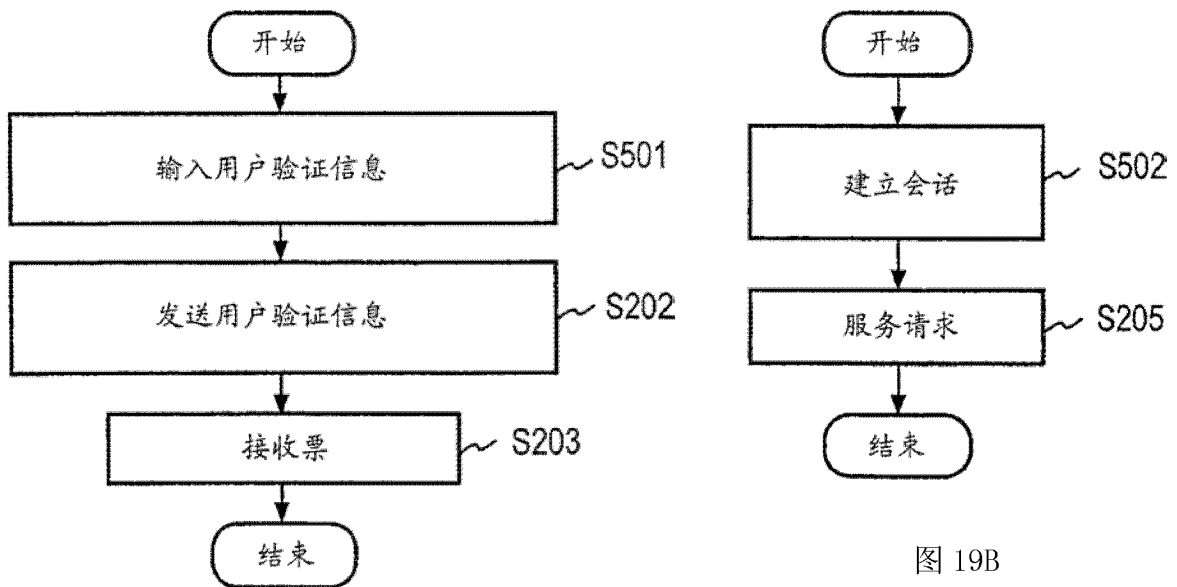 开始
输入用户验证信息
S501
发送用户验证信息
S202
接收票
S203
结束
开始
建立会话
S502
服务请求
S205
结束
图 19B